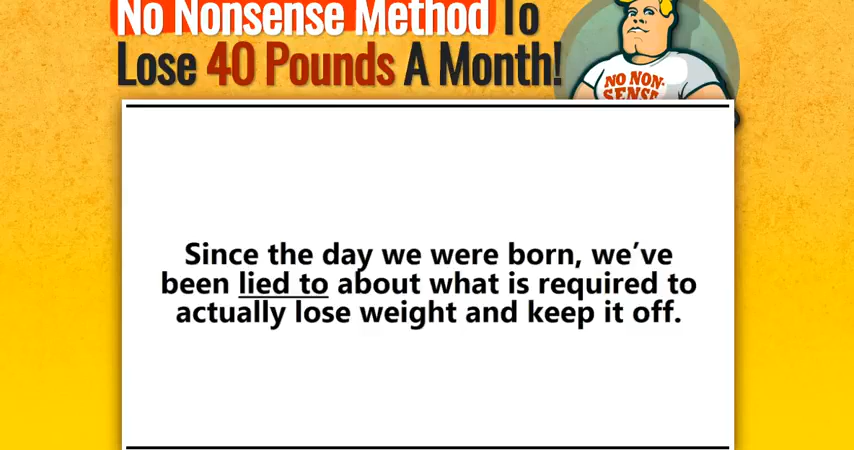 No Nonsense Method To
Lose 40 Pounds A Month!
NO NON-
SENSE
Since the day we were born, we’ve
been lied to about what is required to
actually lose weight and keep it off.